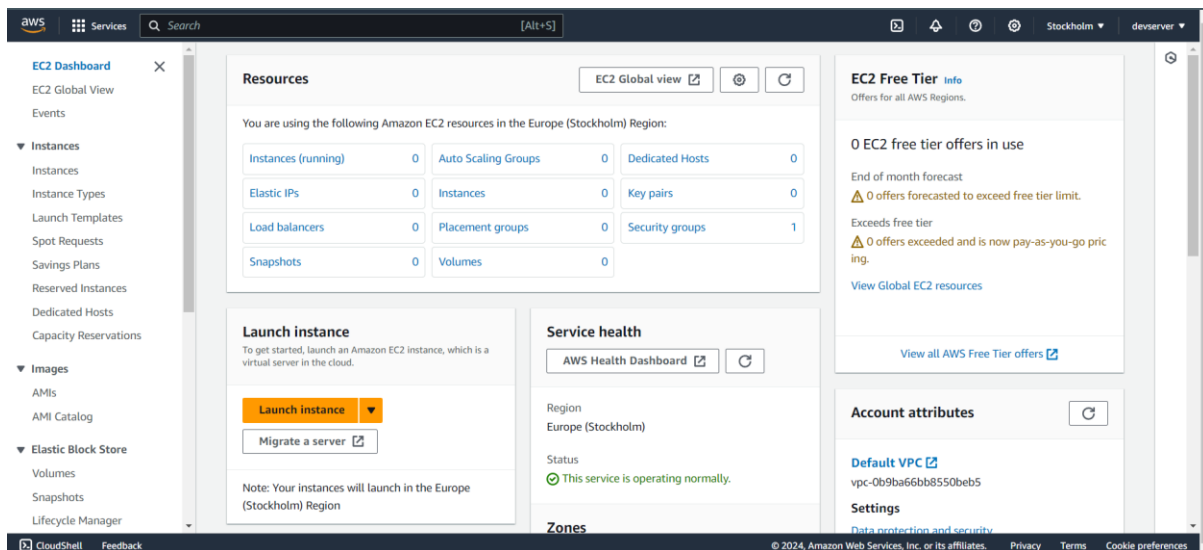 aws
Services
Search
[Alt+S]
Stockholm
devserver
EC2 Dashboard
EC2 Global View
Events
Instances
Instances
Instance Types
Launch Templates
Spot Requests
Savings Plans
Reserved Instances
Dedicated Hosts
Capacity Reservations
Images
AMIs
AMI Catalog
Elastic Block Store
Volumes
Snapshots
Lifecycle Manager
Resources
EC2 Global view
You are using the following Amazon EC2 resources in the Europe (Stockholm) Region:
Instances (running) 0 Auto Scaling Groups 0 Dedicated Hosts 0
Elastic IPs 0 Instances 0 Key pairs 0
Load balancers 0 Placement groups 0 Security groups 1
Snapshots 0 Volumes 0
Launch instance
To get started, launch an Amazon EC2 instance, which is a
virtual server in the cloud.
Launch instance
Migrate a server
Note: Your instances will launch in the Europe
(Stockholm) Region
Service health
AWS Health Dashboard
Region
Europe (Stockholm)
Status
This service is operating normally.
Zones
EC2 Free Tier Info
Offers for all AWS Regions.
0 EC2 free tier offers in use
End of month forecast
0 offers forecasted to exceed free tier limit.
Exceeds free tier
0 offers exceeded and is now pay-as-you-go pric
ing.
View Global EC2 resources
View all AWS Free Tier offers
Account attributes
Default VPC
vpc-0b9ba66bb8550beb5
Settings
Data protection and security
CloudShell Feedback
© 2024, Amazon Web Services, Inc. or its affiliates. Privacy Terms Cookie preferences